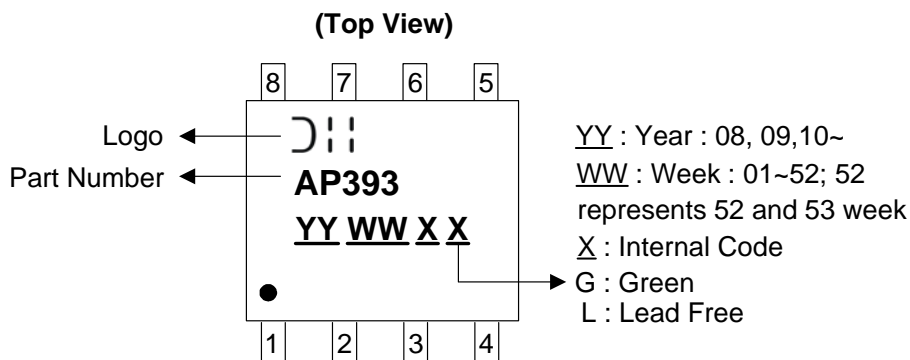 (Top View)
8 7 6 5
Logo
Part Number
AP393
YY WW X X
YY : Year : 08, 09,10~
WW : Week : 01~52; 52
represents 52 and 53 week
X : Internal Code
G : Green
L : Lead Free
1 2 3 4